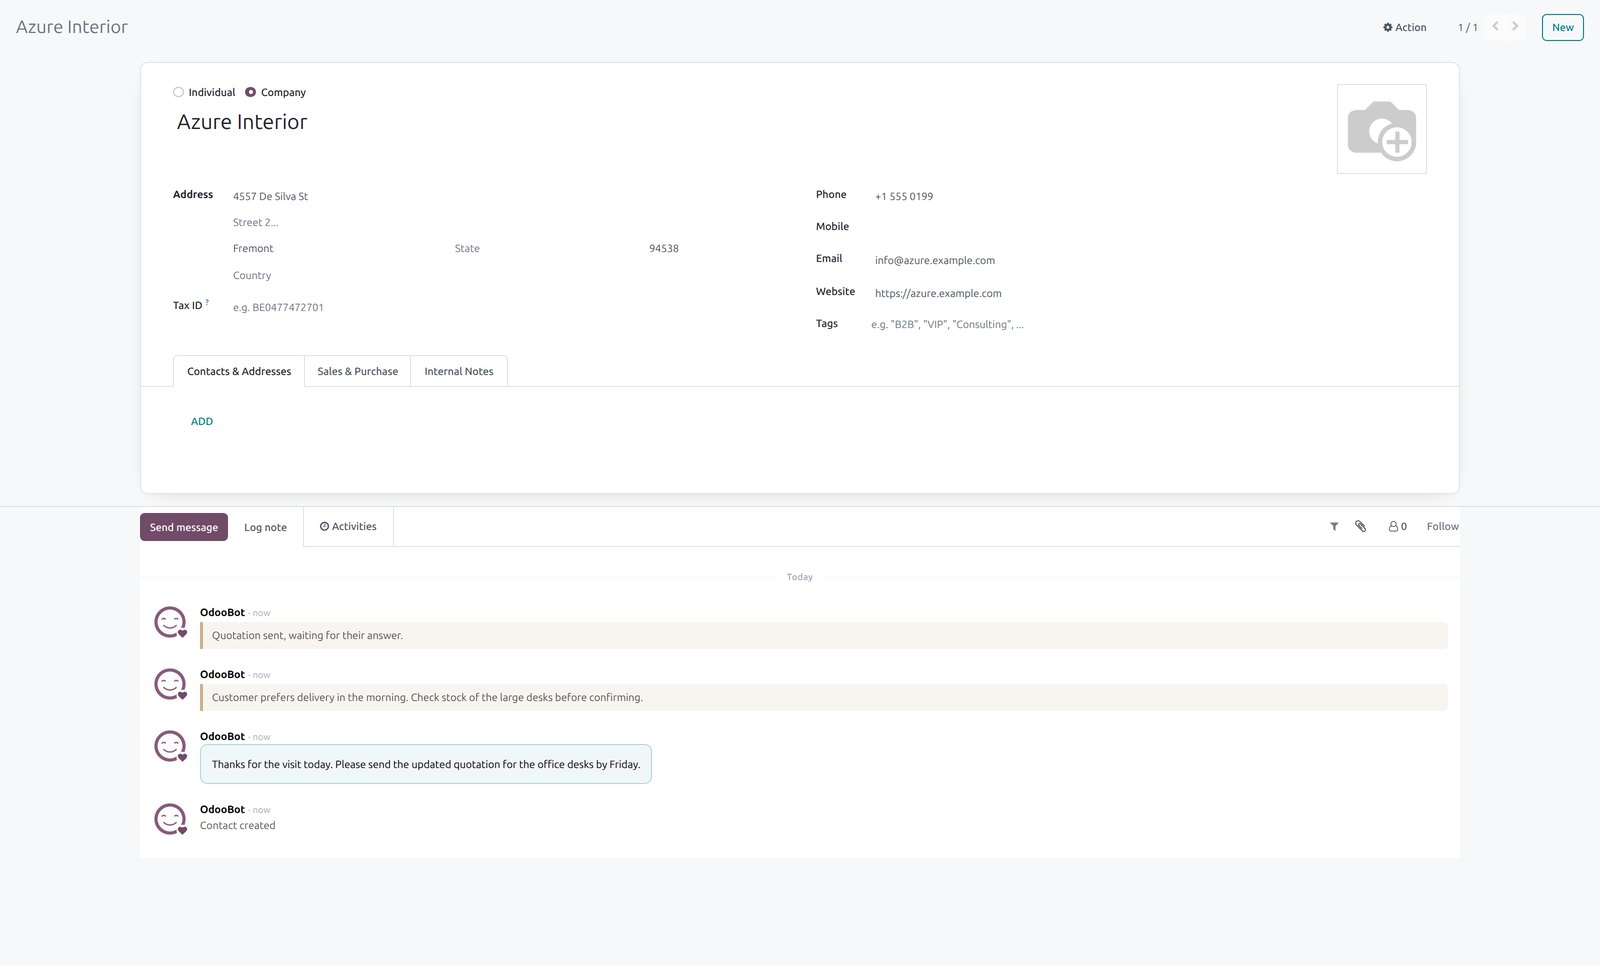 Azure Interior
Action 1 / 1 New
Individual Company
Azure Interior
Address 4557 De Silva St
Street 2...
Fremont State 94538
Country
Tax ID ? e.g. BE0477472701
Phone +1 555 0199
Mobile
Email info@azure.example.com
Website https://azure.example.com
Tags e.g. "B2B", "VIP", "Consulting", ...
Contacts & Addresses Sales & Purchase Internal Notes
ADD
Send message Log note Activities 0 Follow
Today
OdooBot - now
Quotation sent, waiting for their answer.
OdooBot - now
Customer prefers delivery in the morning. Check stock of the large desks before confirming.
OdooBot - now
Thanks for the visit today. Please send the updated quotation for the office desks by Friday.
OdooBot - now
Contact created